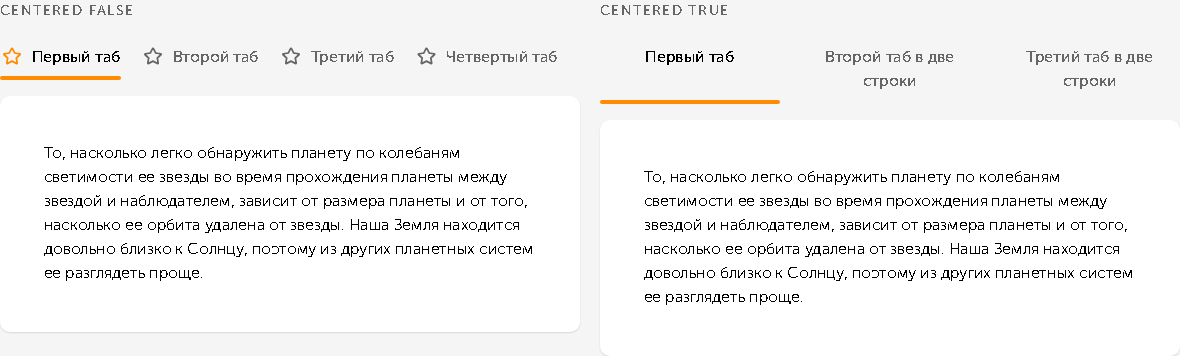 CENTERED FALSE
Первый таб
Второй таб
Третий таб
Четвертый таб
То, насколько легко обнаружить планету по колебаням
светимости ее звезды во время прохождения планеты между
звездой и наблюдателем, зависит от размера планеты и от того,
насколько ее орбита удалена от звезды. Наша Земля находится
довольно близко к Солнцу, поэтому из других планетных систем
ее разглядеть проще.
CENTERED TRUE
Первый таб
Второй таб в две
строки
Третий таб в две
строки
То, насколько легко обнаружить планету по колебаням
светимости ее звезды во время прохождения планеты между
звездой и наблюдателем, зависит от размера планеты и от того,
насколько ее орбита удалена от звезды. Наша Земля находится
довольно близко к Солнцу, поэтому из других планетных систем
ее разглядеть проще.